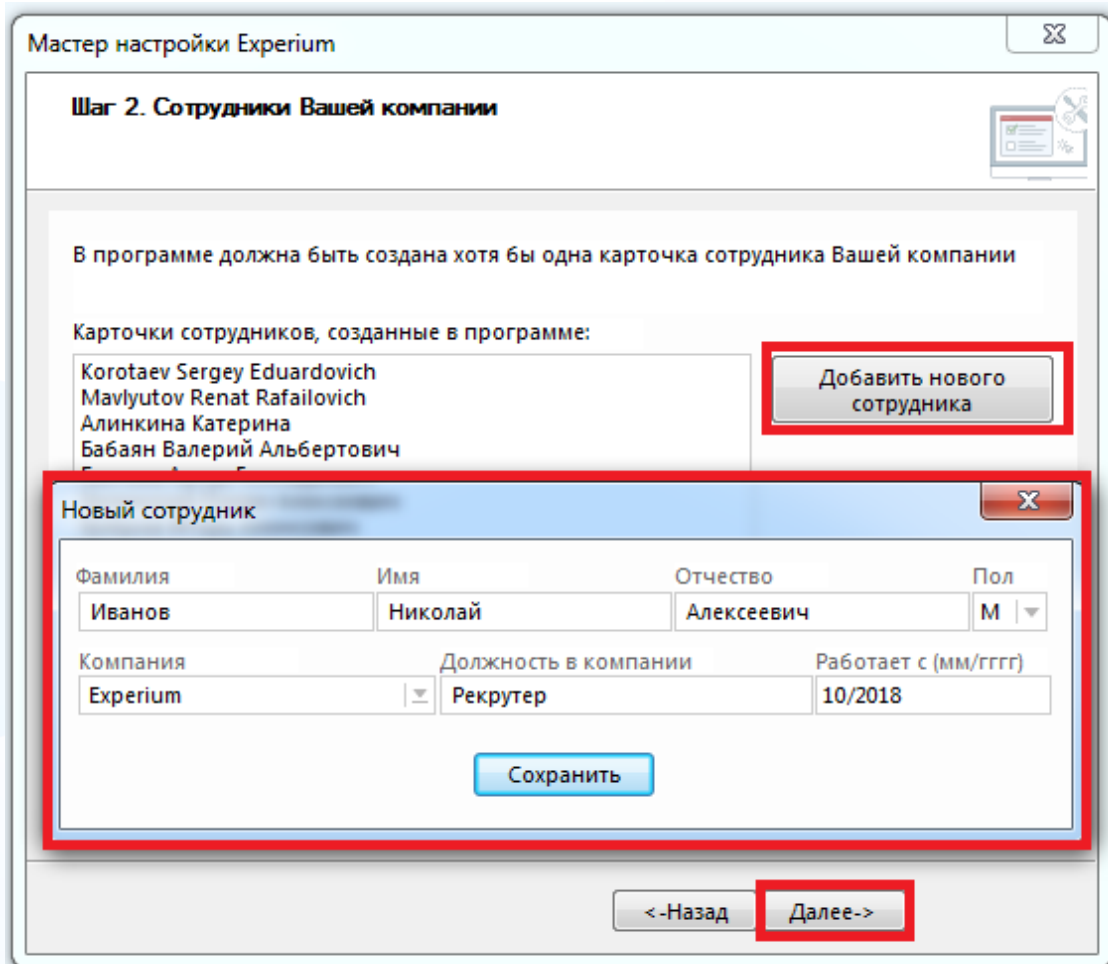 Мастер настройки Experium
Шаг 2. Сотрудники Вашей компании
В программе должна быть создана хотя бы одна карточка сотрудника Вашей компании
Карточки сотрудников, созданные в программе:
Korotaev Sergey Eduardovich
Mavlyutov Renat Rafailovich
Алинкина Катерина
Бабаян Валерий Альбертович
Добавить нового
сотрудника
Новый сотрудник
Фамилия Имя Отчество Пол
Иванов Николай Алексеевич М
Компания Должность в компании Работает с (мм/гггг)
Experium Рекрутер 10/2018
Сохранить
<-Назад Далее->